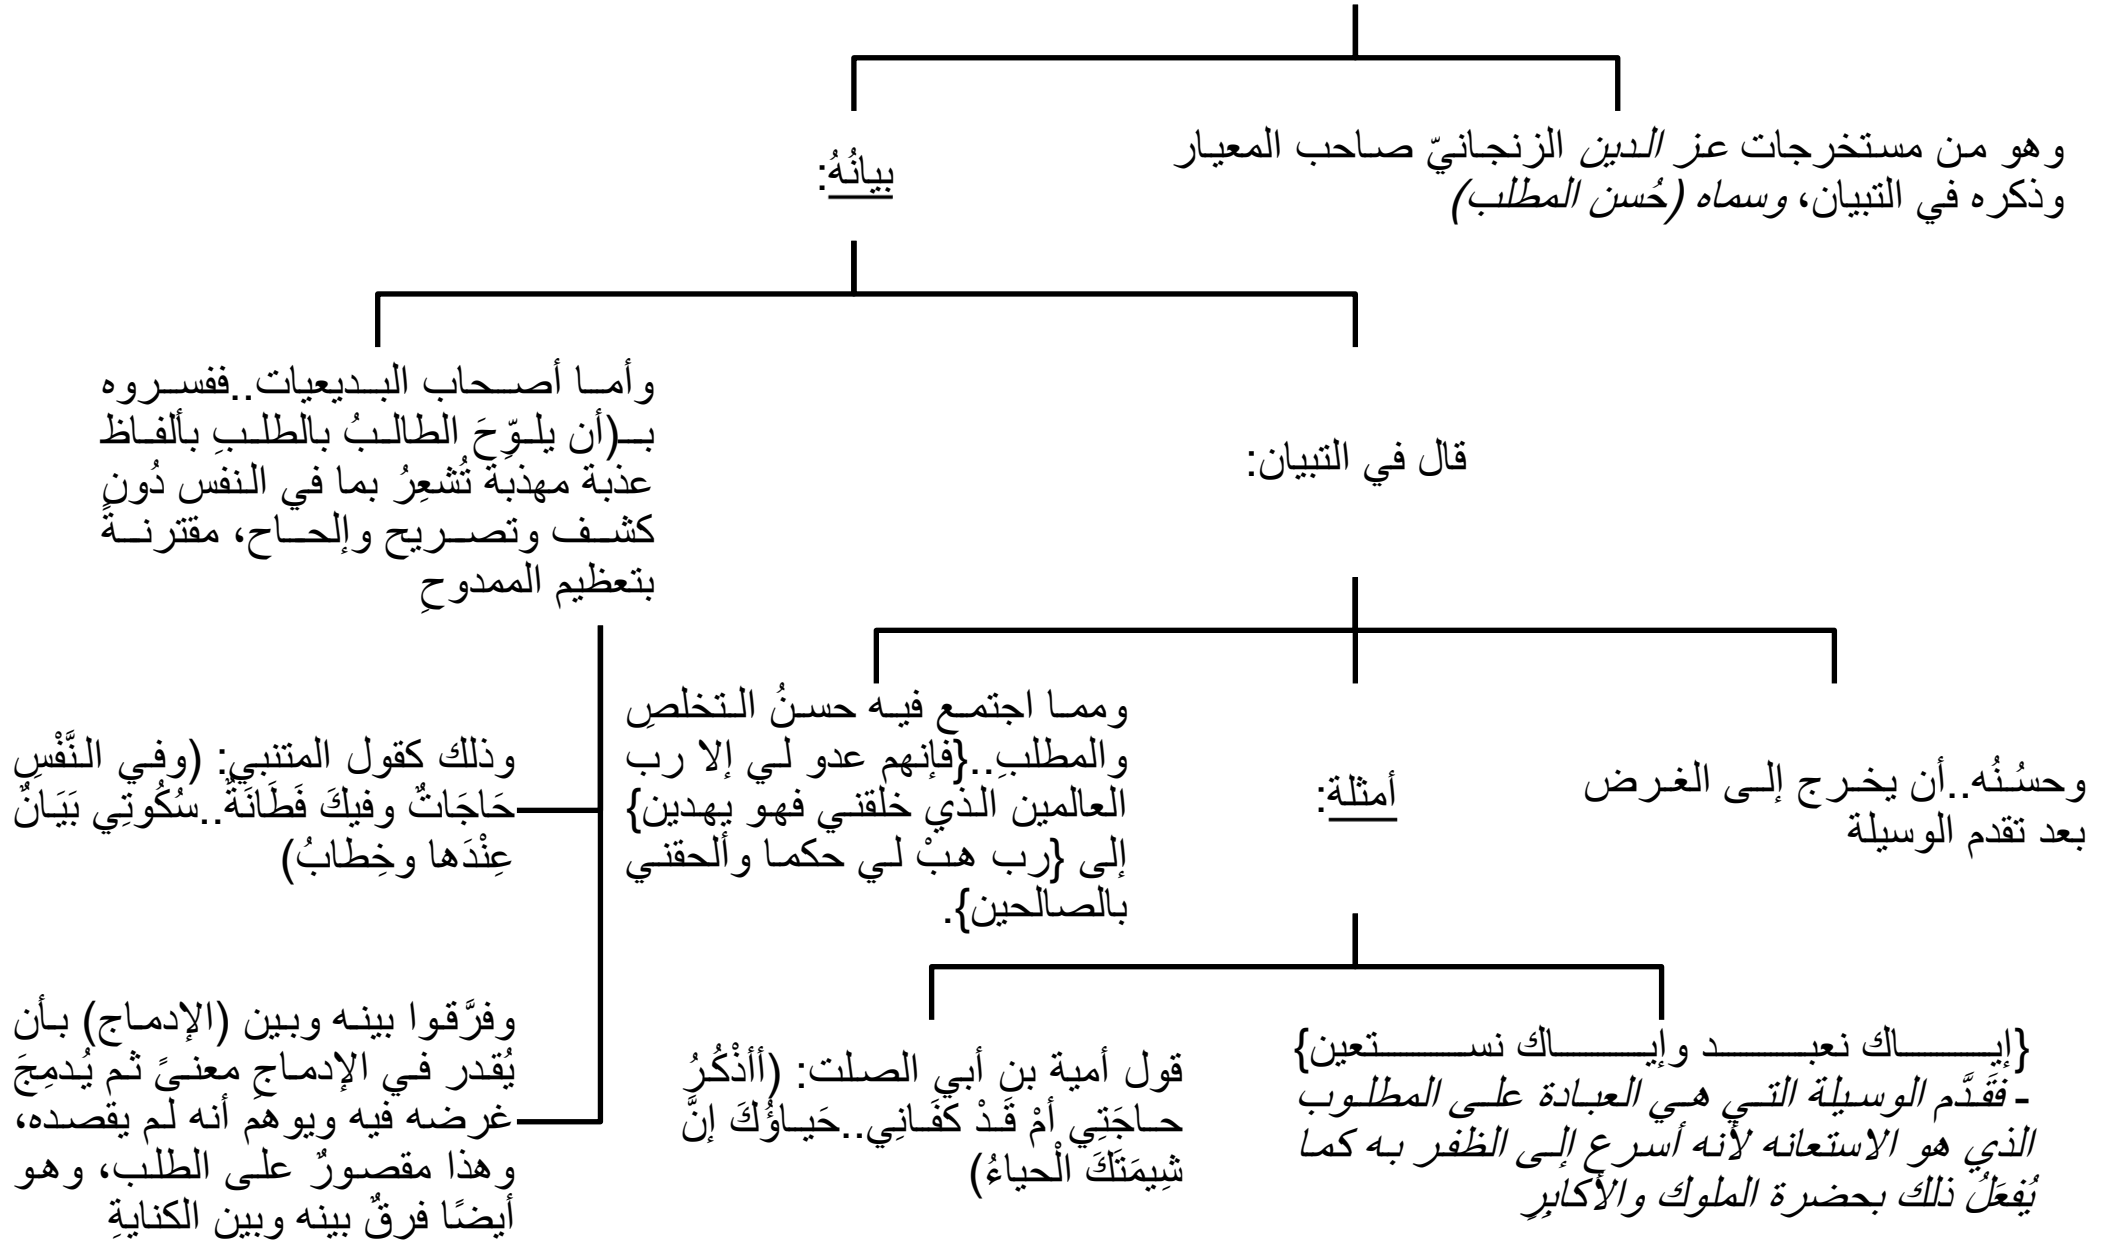 وهو من مستخرجات عز الدين الزنجانيّ صاحب المعيار
وذكره في التبيان، وسماه (حُسن المطلب)
بيانُهُ:
قال في التبيان:
وحسُنُه..أن يخرج إلى الغرض
بعد تقدم الوسيلة
أمثلة:
{إياك نعبد وإياك نستعين}
- فقَدَّم الوسيلة التي هي العبادة على المطلوب
الذي هو الاستعانه لأنه أسرع إلى الظفر به كما
يُفعَلُ ذلك بحضرة الملوك والأكابِرِ
قول أمية بن أبي الصلت: (أأذْكُرُ
حاجَتِي أمْ قَدْ كَفَانِي..حَياؤُكَ إنَّ
شِيمَتَكَ الْحياءُ)
ومما اجتمع فيه حسنُ التخلصِ
والمطلبِ..{فإنهم عدو لي إلا رب
العالمين الذي خلقني فهو يهدين}
إلى {رب هبْ لي حكما وألحقني
بالصالحين}.
وأما أصحاب البديعيات..ففسروه
بـ(أن يلوِّحَ الطالبُ بالطلبِ بألفاظ
عذبة مهذبة تُشعِرُ بما في النفس دُون
كشف وتصريح وإلحاح، مقترنةً
بتعظيم الممدوحِ
وذلك كقول المتنبي: (وفي النَّفْسِ
حَاجَاتٌ وفيكَ فَطَانَةٌ..سُكُوتِي بَيَانٌ
عِنْدَها وخِطابُ)
وفرَّقوا بينه وبين (الإدماج) بأن
يُقدر في الإدماجِ معنىً ثم يُدمِجَ
غرضه فيه ويوهم أنه لم يقصده،
وهذا مقصورٌ على الطلب، وهو
أيضًا فرقٌ بينه وبين الكنايةِ